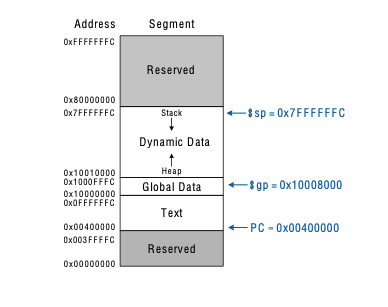 Address Segment
0xFFFFFFFC
Reserved
0x80000000
0x7FFFFFFC
Stack
$sp = 0x7FFFFFFC
Dynamic Data
Heap
0x10010000
0x1000FFFC
Global Data
$gp = 0x10008000
0x10000000
0x0FFFFFFC
Text
0x00400000
PC = 0x00400000
0x003FFFFC
Reserved
0x00000000